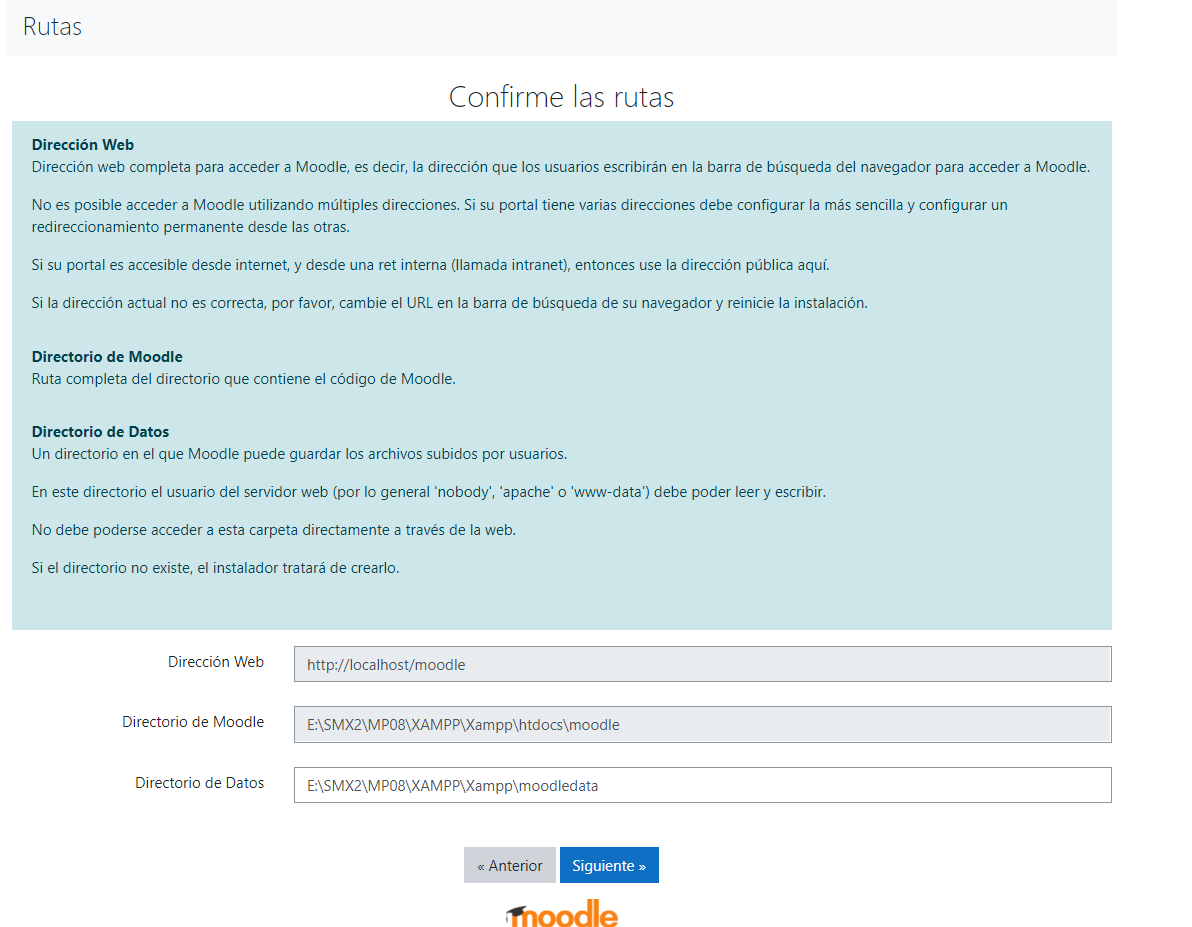 Rutas
Confirme las rutas
Dirección Web
Dirección web completa para acceder a Moodle, es decir, la dirección que los usuarios escribirán en la barra de búsqueda del navegador para acceder a Moodle.
No es posible acceder a Moodle utilizando múltiples direcciones. Si su portal tiene varias direcciones debe configurar la más sencilla y configurar un
redireccionamiento permanente desde las otras.
Si su portal es accesible desde internet, y desde una ret interna (llamada intranet), entonces use la dirección pública aquí.
Si la dirección actual no es correcta, por favor, cambie el URL en la barra de búsqueda de su navegador y reinicie la instalación.
Directorio de Moodle
Ruta completa del directorio que contiene el código de Moodle.
Directorio de Datos
Un directorio en el que Moodle puede guardar los archivos subidos por usuarios.
En este directorio el usuario del servidor web (por lo general 'nobody', 'apache' o 'www-data') debe poder leer y escribir.
No debe poderse acceder a esta carpeta directamente a través de la web.
Si el directorio no existe, el instalador tratará de crearlo.
Dirección Web http://localhost/moodle
Directorio de Moodle E:\SMX2\MP08\XAMPP\Xampp\htdocs\moodle
Directorio de Datos E:\SMX2\MP08\XAMPP\Xampp\moodledata
« Anterior Siguiente »
moodle